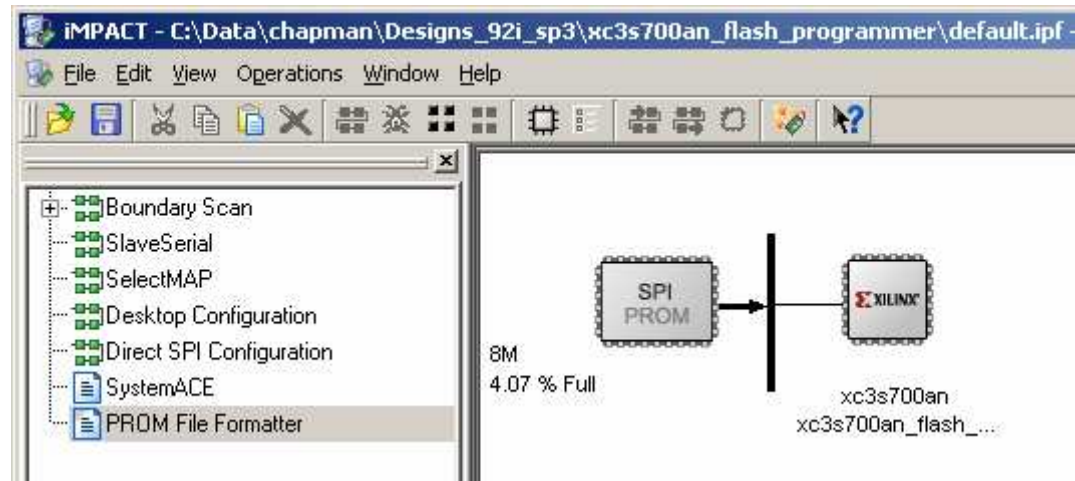 iMPACT - C:\Data\chapman\Designs_92i_sp3\xc3s700an_flash_programmer\default.ipf -
File Edit View Operations Window Help
Boundary Scan
SlaveSerial
SelectMAP
Desktop Configuration
Direct SPI Configuration
SystemACE
PROM File Formatter
SPI
PROM
XILINX
8M
4.07 % Full
xc3s700an
xc3s700an_flash_...